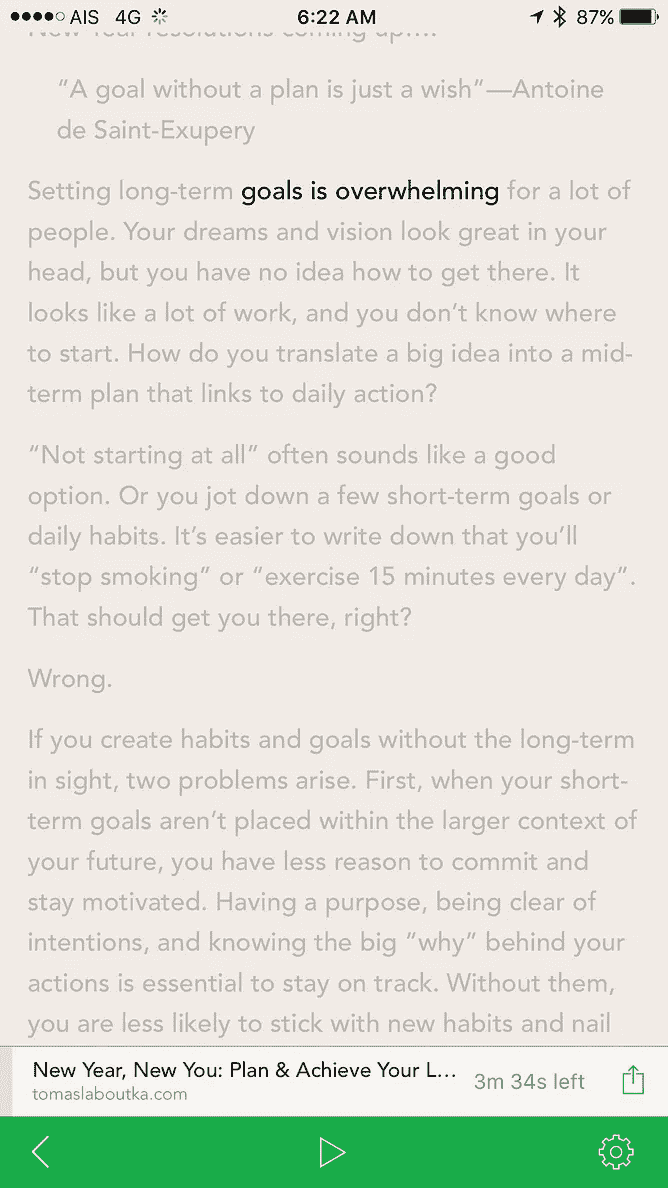 AIS 4G 6:22 AM 87%
New Year resolutions coming up....
“A goal without a plan is just a wish”—Antoine
de Saint-Exupery
Setting long-term goals is overwhelming for a lot of
people. Your dreams and vision look great in your
head, but you have no idea how to get there. It
looks like a lot of work, and you don’t know where
to start. How do you translate a big idea into a mid-
term plan that links to daily action?
“Not starting at all” often sounds like a good
option. Or you jot down a few short-term goals or
daily habits. It’s easier to write down that you’ll
“stop smoking” or “exercise 15 minutes every day”.
That should get you there, right?
Wrong.
If you create habits and goals without the long-term
in sight, two problems arise. First, when your short-
term goals aren’t placed within the larger context of
your future, you have less reason to commit and
stay motivated. Having a purpose, being clear of
intentions, and knowing the big “why” behind your
actions is essential to stay on track. Without them,
you are less likely to stick with new habits and nail
New Year, New You: Plan & Achieve Your L...
tomaslaboutka.com
3m 34s left